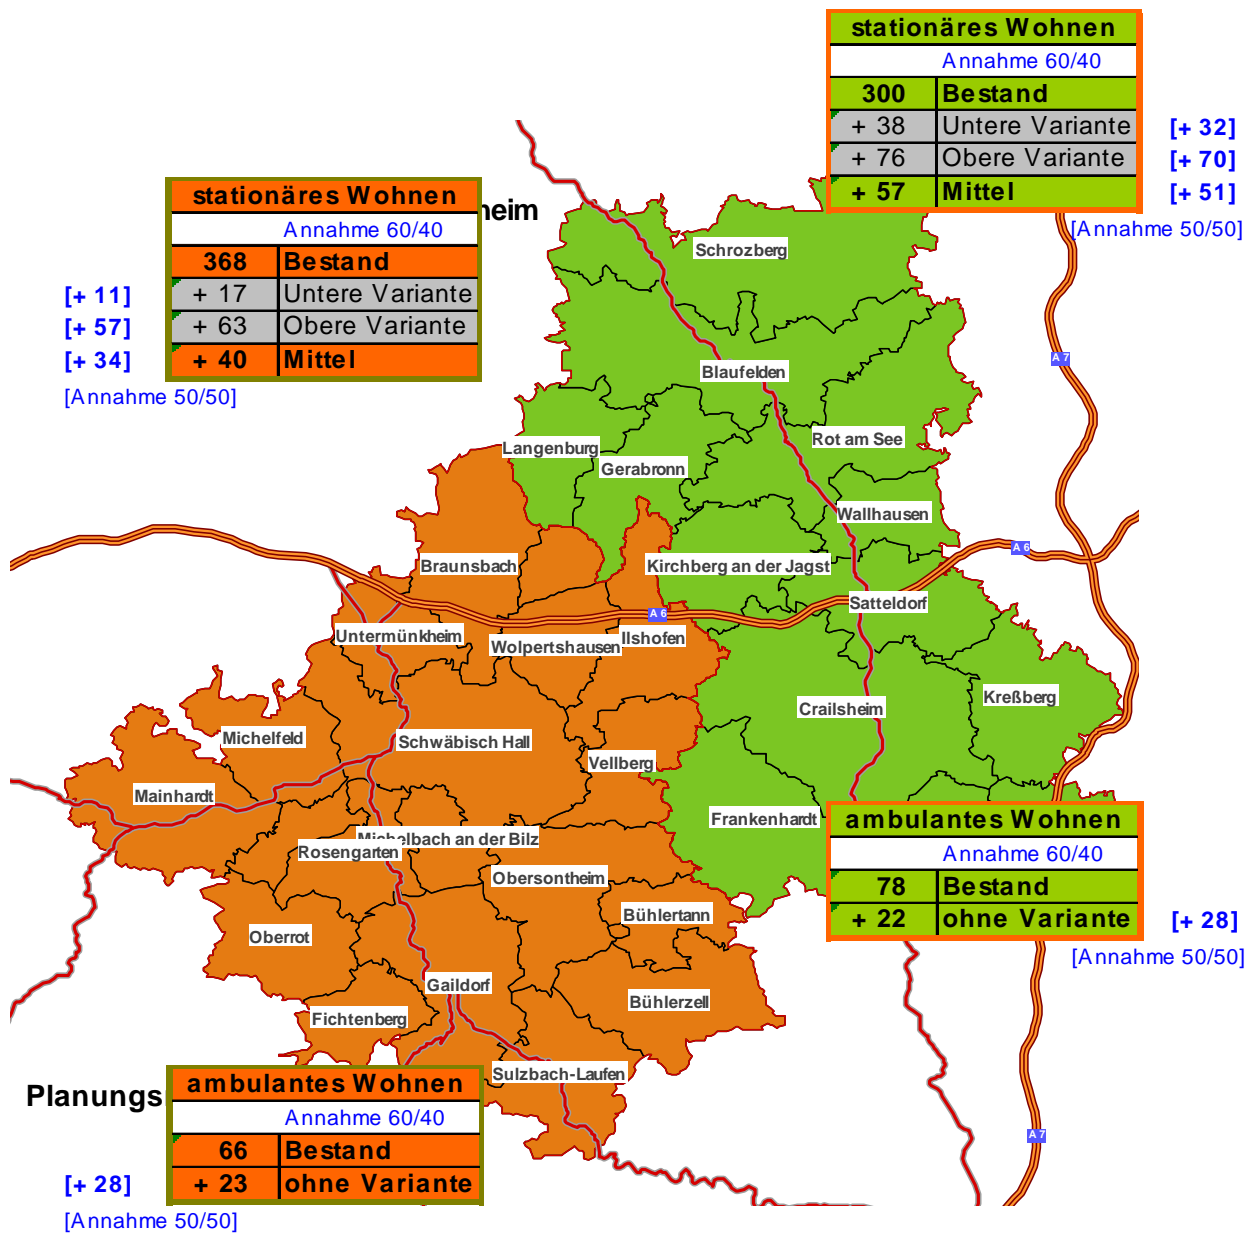 stationäres Wohnen
Annahme 60/40
300 Bestand
+ 38 Untere Variante [+ 32]
+ 76 Obere Variante [+ 70]
+ 57 Mittel [+ 51]
[Annahme 50/50]
stationäres Wohnen
heim
Annahme 60/40
368 Bestand
[+ 11] + 17 Untere Variante
[+ 57] + 63 Obere Variante
[+ 34] + 40 Mittel
[Annahme 50/50]
Schrozberg
A 7
Blaufelden
Rot am See
Langenburg
Gerabronn
Wallhausen
A 6
Braunsbach
Kirchberg an der Jagst
Satteldorf
A 6
Untermünkheim
Wolpertshausen
Ilshofen
Kreßberg
Crailsheim
Michelfeld
Schwäbisch Hall
Vellberg
Mainhardt
Frankenhardt
Michelbach an der Bilz
Rosengarten
Obersontheim
Bühlertann
Oberrot
Gaildorf
Bühlerzell
Fichtenberg
Sulzbach-Laufen
ambulantes Wohnen
Annahme 60/40
78 Bestand
+ 22 ohne Variante [+ 28]
[Annahme 50/50]
A 7
Planungs
ambulantes Wohnen
Annahme 60/40
66 Bestand
[+ 28] + 23 ohne Variante
[Annahme 50/50]